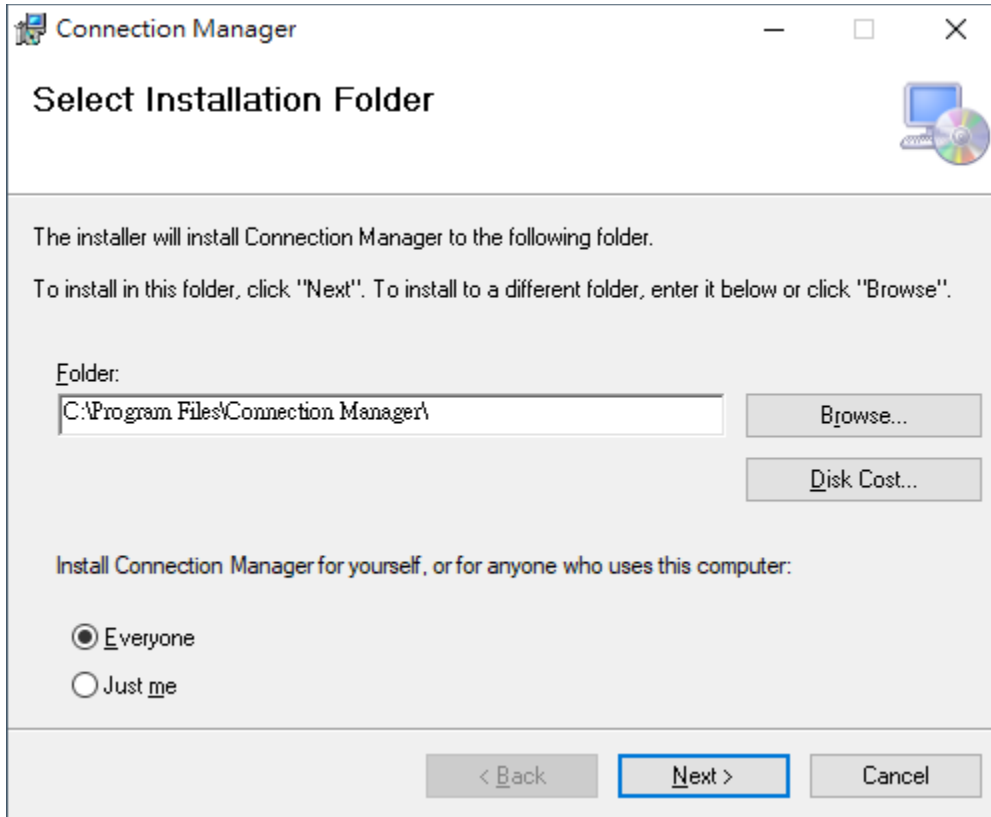 Connection Manager
Select Installation Folder
The installer will install Connection Manager to the following folder.
To install in this folder, click "Next". To install to a different folder, enter it below or click "Browse".
Folder:
C:\Program Files\Connection Manager\
Browse...
Disk Cost...
Install Connection Manager for yourself, or for anyone who uses this computer:
Everyone
Just me
< Back
Next >
Cancel